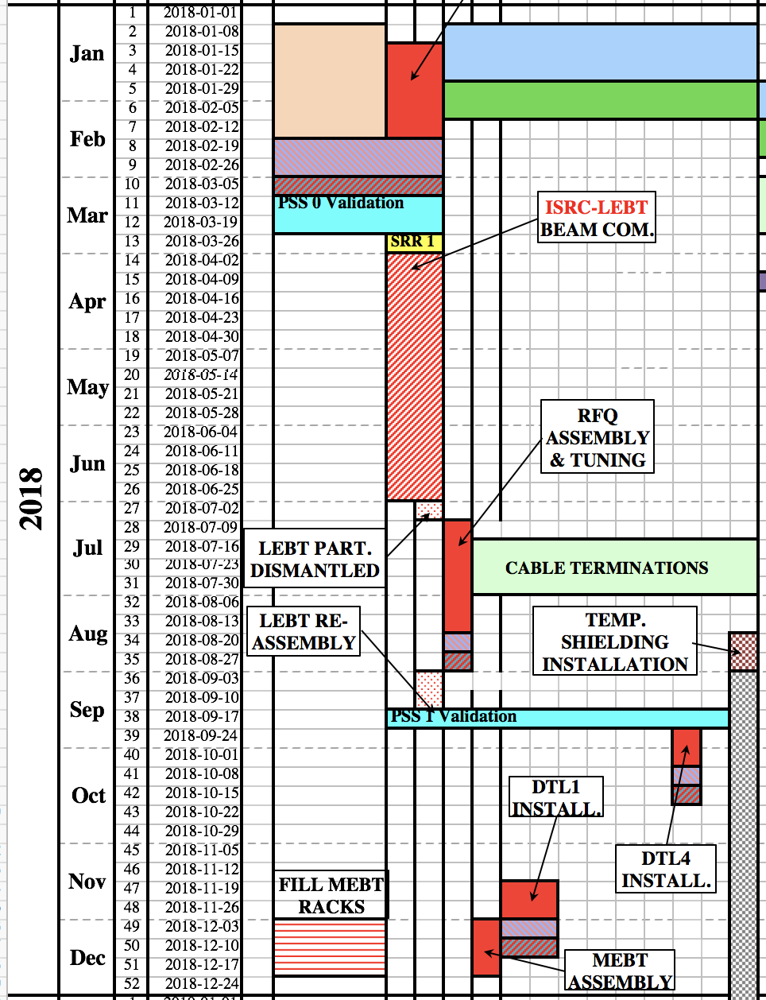 2018
1 2018-01-01
Jan
2 2018-01-08
3 2018-01-15
4 2018-01-22
5 2018-01-29
Feb
6 2018-02-05
7 2018-02-12
8 2018-02-19
9 2018-02-26
Mar
10 2018-03-05
11 2018-03-12 PSS 0 Validation
12 2018-03-19
13 2018-03-26 SRR 1
ISRC-LEBT
BEAM COM.
Apr
14 2018-04-02
15 2018-04-09
16 2018-04-16
17 2018-04-23
18 2018-04-30
May
19 2018-05-07
20 2018-05-14
21 2018-05-21
22 2018-05-28
RFQ
ASSEMBLY
& TUNING
Jun
23 2018-06-04
24 2018-06-11
25 2018-06-18
26 2018-06-25
Jul
27 2018-07-02
28 2018-07-09
29 2018-07-16
30 2018-07-23
31 2018-07-30
LEBT PART.
DISMANTLED
CABLE TERMINATIONS
Aug
32 2018-08-06
33 2018-08-13
34 2018-08-20
35 2018-08-27
LEBT RE-
ASSEMBLY
TEMP.
SHIELDING
INSTALLATION
Sep
36 2018-09-03
37 2018-09-10
38 2018-09-17 PSS 1 Validation
39 2018-09-24
Oct
40 2018-10-01
41 2018-10-08
42 2018-10-15
43 2018-10-22
44 2018-10-29
DTL1
INSTALL.
DTL4
INSTALL.
Nov
45 2018-11-05
46 2018-11-12
47 2018-11-19
48 2018-11-26
FILL MEBT
RACKS
Dec
49 2018-12-03
50 2018-12-10
51 2018-12-17
52 2018-12-24
MEBT
ASSEMBLY